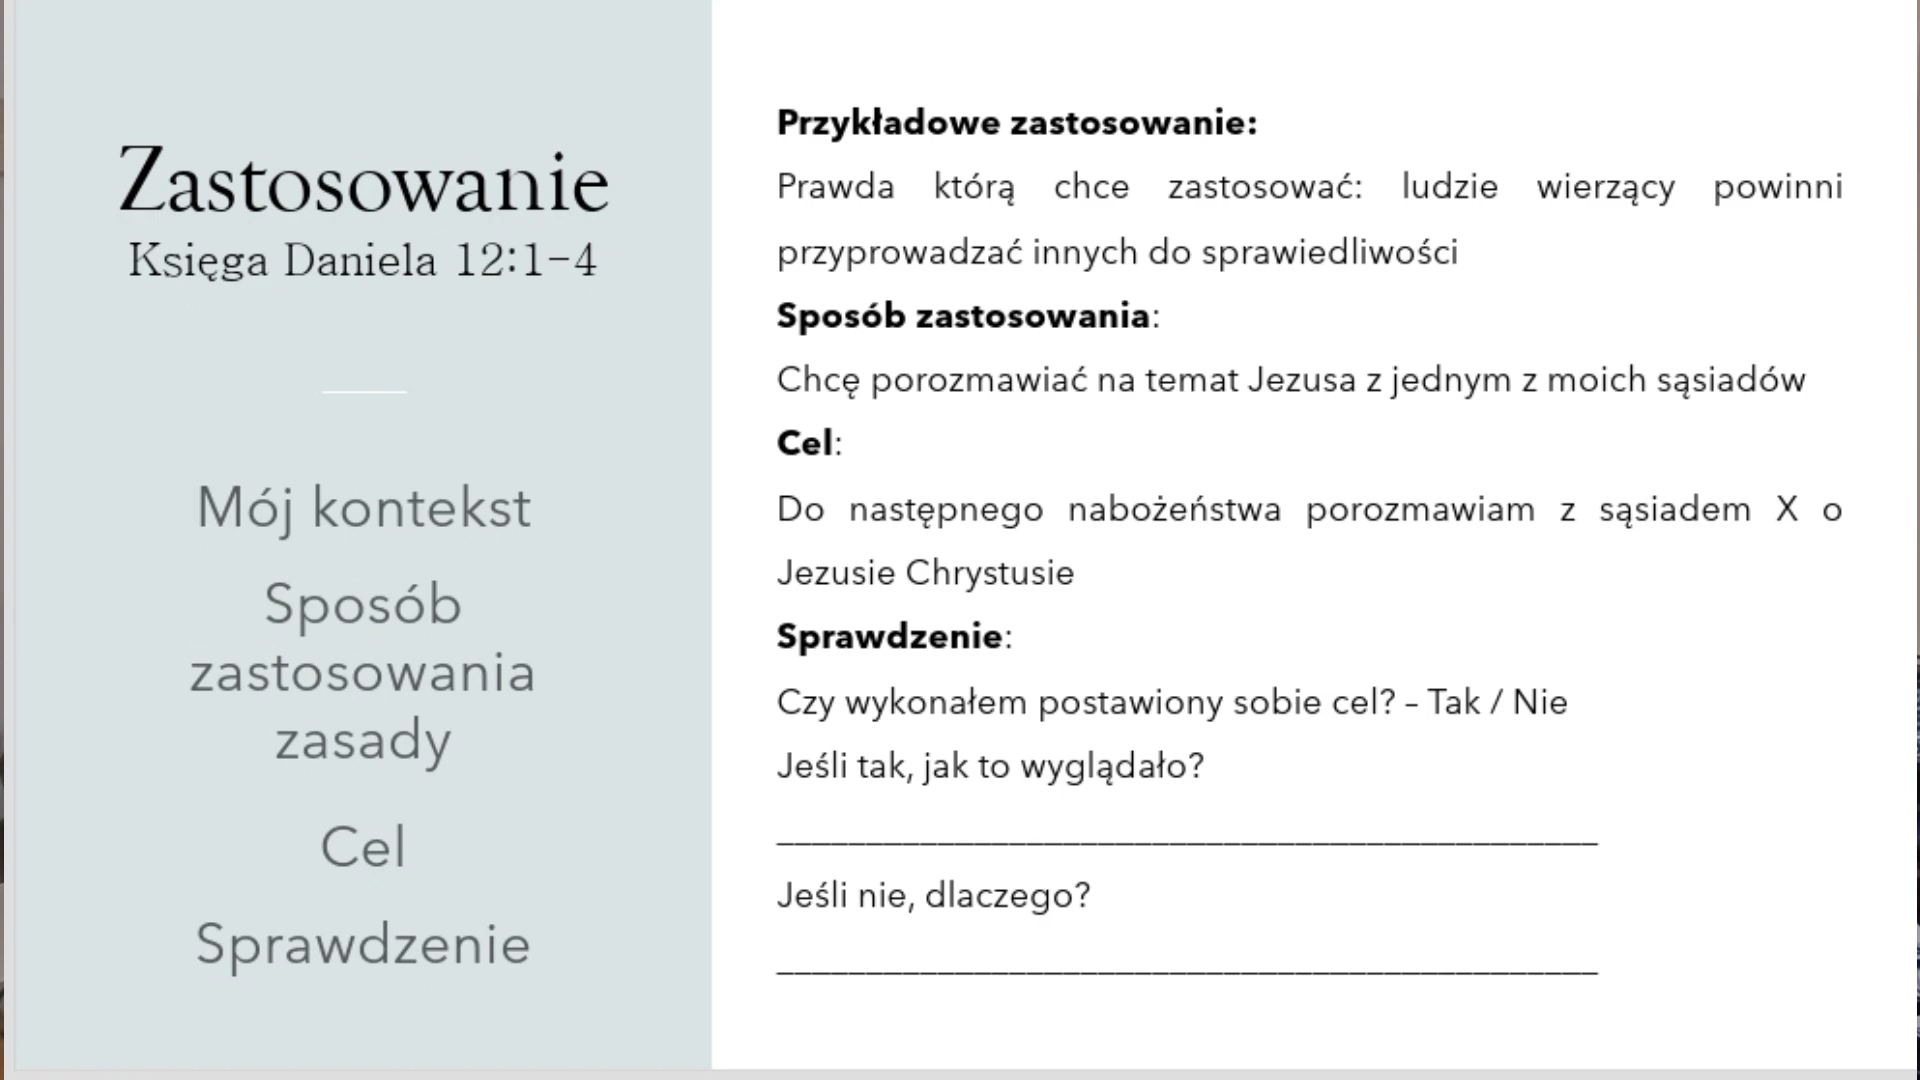 Zastosowanie
Księga Daniela 12:1-4
Mój kontekst
Sposób
zastosowania
zasady
Cel
Sprawdzenie
Przykładowe zastosowanie:
Prawda którą chce zastosować: ludzie wierzący powinni
przyprowadzać innych do sprawiedliwości
Sposób zastosowania:
Chcę porozmawiać na temat Jezusa z jednym z moich sąsiadów
Cel:
Do następnego nabożeństwa porozmawiam z sąsiadem X o
Jezusie Chrystusie
Sprawdzenie:
Czy wykonałem postawiony sobie cel? – Tak / Nie
Jeśli tak, jak to wyglądało?
______________________________________________
Jeśli nie, dlaczego?
______________________________________________